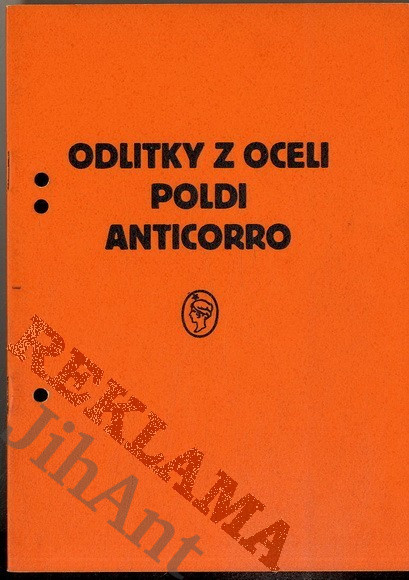 ODLITKY Z OCELI
POLDI
ANTICORRO
REKLAMA
JihAnt